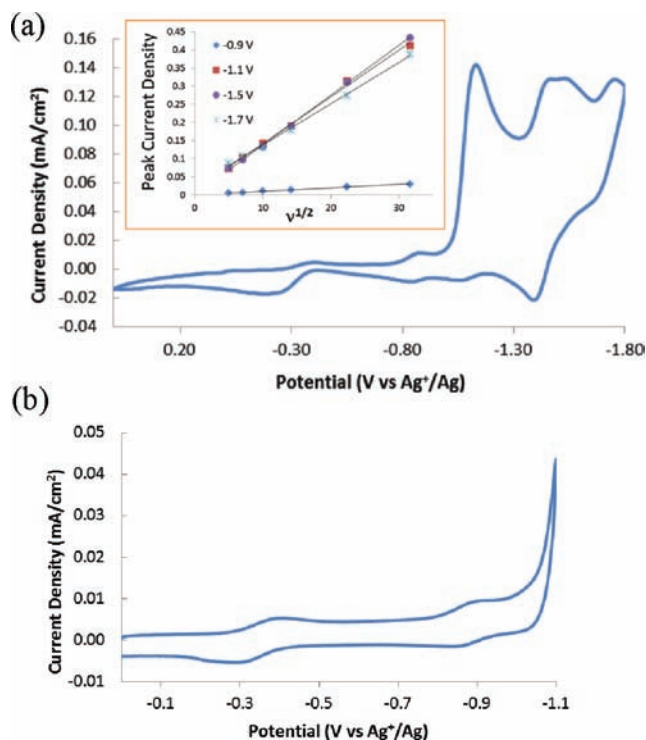 (a)
0.16
0.14
0.12
0.10
0.08
0.06
0.04
0.02
0.00
-0.02
-0.04
Current Density (mA/cm²)
0.20 -0.30 -0.80 -1.30 -1.80
Potential (V vs Ag⁺/Ag)
0.45
0.4
0.35
0.3
0.25
0.2
0.15
0.1
0.05
0
Peak Current Density
-0.9 V
-1.1 V
-1.5 V
-1.7 V
0 10 20 30
ν^1/2
(b)
0.05
0.04
0.03
0.02
0.01
0.00
-0.01
Current Density (mA/cm²)
-0.1 -0.3 -0.5 -0.7 -0.9 -1.1
Potential (V vs Ag⁺/Ag)